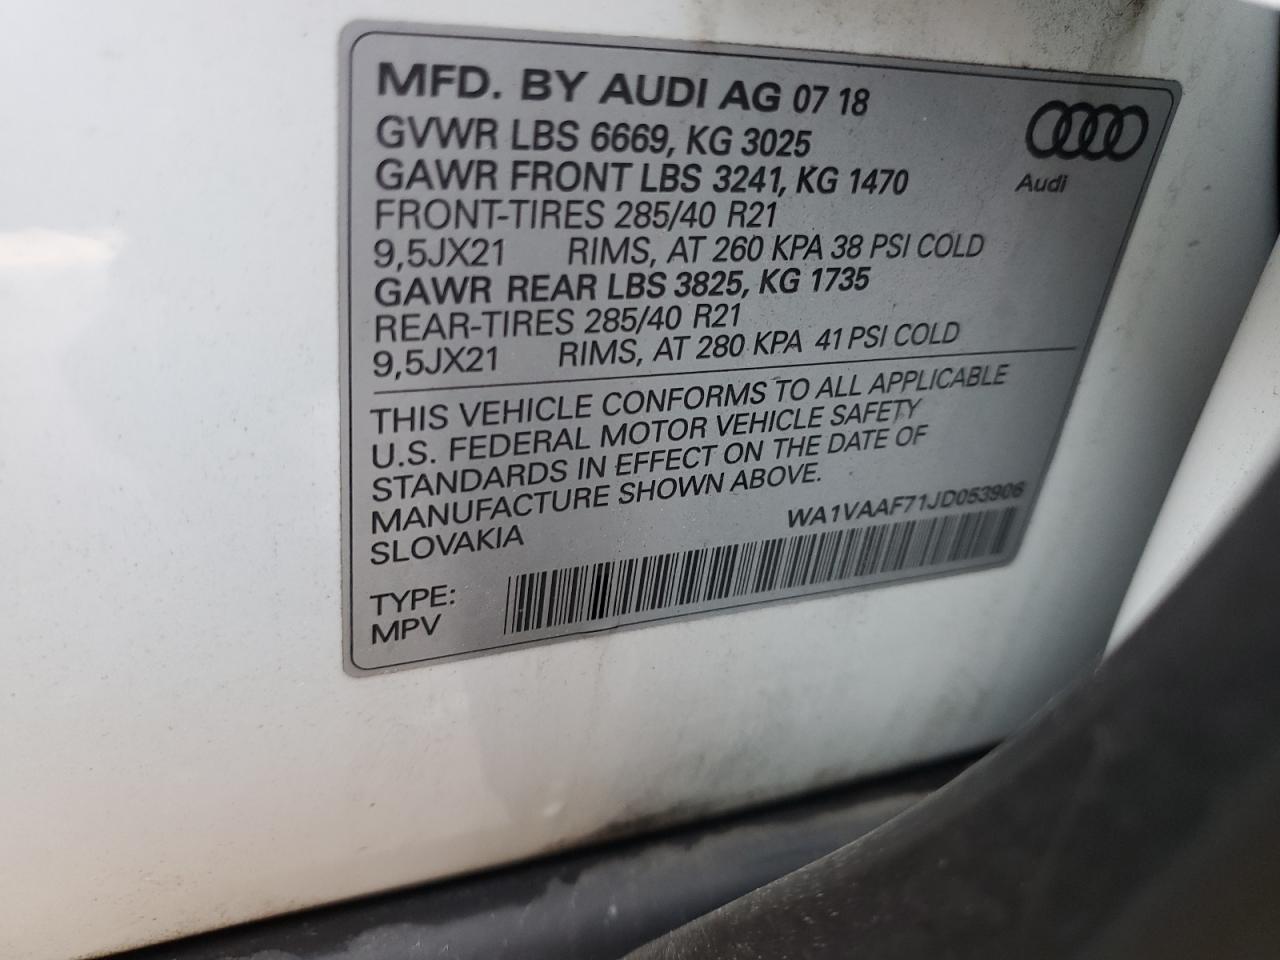 MFD. BY AUDI AG 07 18
GVWR LBS 6669, KG 3025
GAWR FRONT LBS 3241, KG 1470
FRONT-TIRES 285/40 R21
9,5JX21 RIMS, AT 260 KPA 38 PSI COLD
GAWR REAR LBS 3825, KG 1735
REAR-TIRES 285/40 R21
9,5JX21 RIMS, AT 280 KPA 41 PSI COLD
Audi
THIS VEHICLE CONFORMS TO ALL APPLICABLE
U.S. FEDERAL MOTOR VEHICLE SAFETY
STANDARDS IN EFFECT ON THE DATE OF
MANUFACTURE SHOWN ABOVE.
SLOVAKIA
WA1VAAF71JD053906
TYPE:
MPV